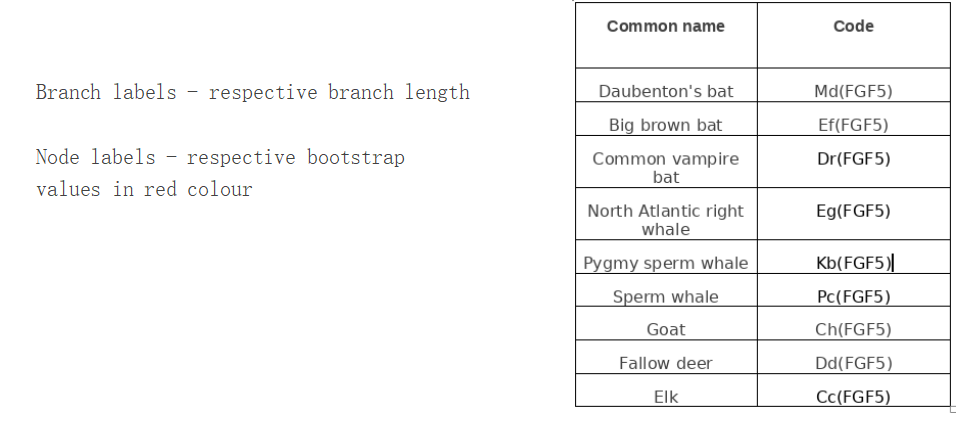 Branch labels - respective branch length
Node labels - respective bootstrap
values in red colour
Common name Code
Daubenton's bat Md(FGF5)
Big brown bat Ef(FGF5)
Common vampire Dr(FGF5)
bat
North Atlantic right Eg(FGF5)
whale
Pygmy sperm whale Kb(FGF5)
Sperm whale Pc(FGF5)
Goat Ch(FGF5)
Fallow deer Dd(FGF5)
Elk Cc(FGF5)